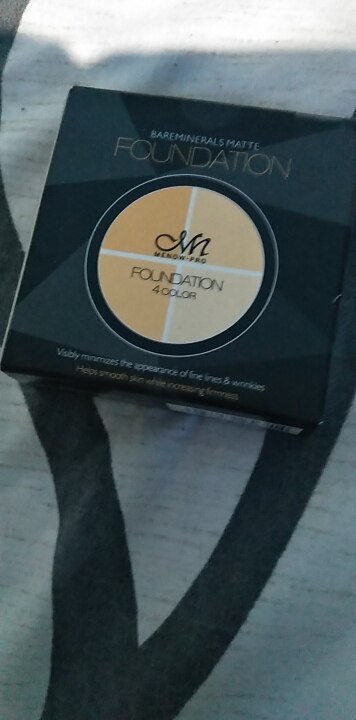 BAREMINERALS MATTE
FOUNDATION
MENOW-PRO
FOUNDATION
4 COLOR
Visibly minimizes the appearance of fine lines & wrinkles
Helps smooth skin while increasing firmness